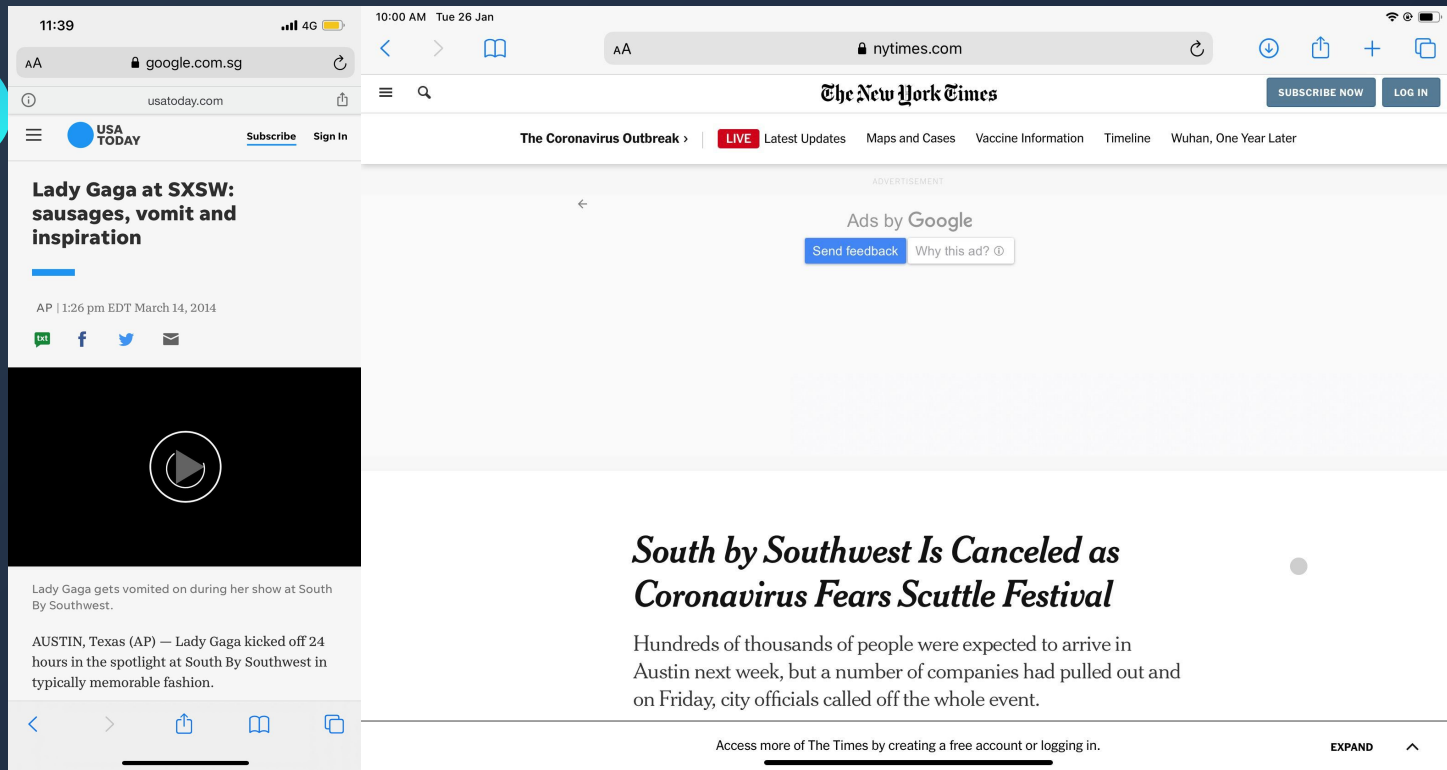 11:39
4G
AA google.com.sg
usatoday.com
USA
TODAY
Subscribe Sign In
Lady Gaga at SXSW:
sausages, vomit and
inspiration
AP | 1:26 pm EDT March 14, 2014
txt
Lady Gaga gets vomited on during her show at South
By Southwest.
AUSTIN, Texas (AP) — Lady Gaga kicked off 24
hours in the spotlight at South By Southwest in
typically memorable fashion.
10:00 AM Tue 26 Jan
AA nytimes.com
The New York Times
SUBSCRIBE NOW LOG IN
The Coronavirus Outbreak › LIVE Latest Updates Maps and Cases Vaccine Information Timeline Wuhan, One Year Later
ADVERTISEMENT
Ads by Google
Send feedback Why this ad?
South by Southwest Is Canceled as
Coronavirus Fears Scuttle Festival
Hundreds of thousands of people were expected to arrive in
Austin next week, but a number of companies had pulled out and
on Friday, city officials called off the whole event.
Access more of The Times by creating a free account or logging in.
EXPAND